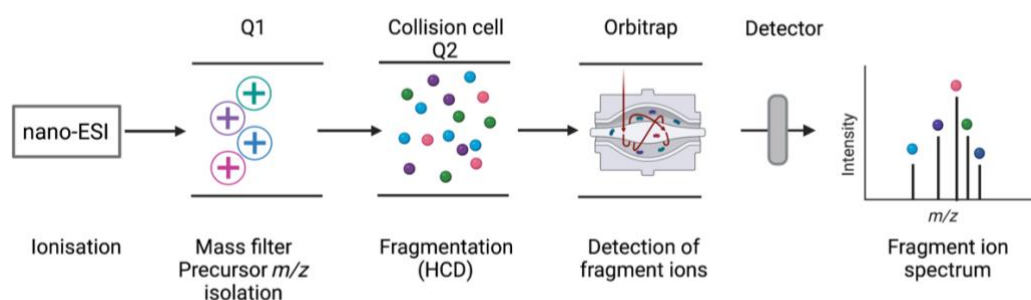 Q1
Collision cell
Q2
Orbitrap
Detector
nano-ESI
+
+
+
+
Intensity
m/z
Ionisation
Mass filter
Precursor m/z
isolation
Fragmentation
(HCD)
Detection of
fragment ions
Fragment ion
spectrum